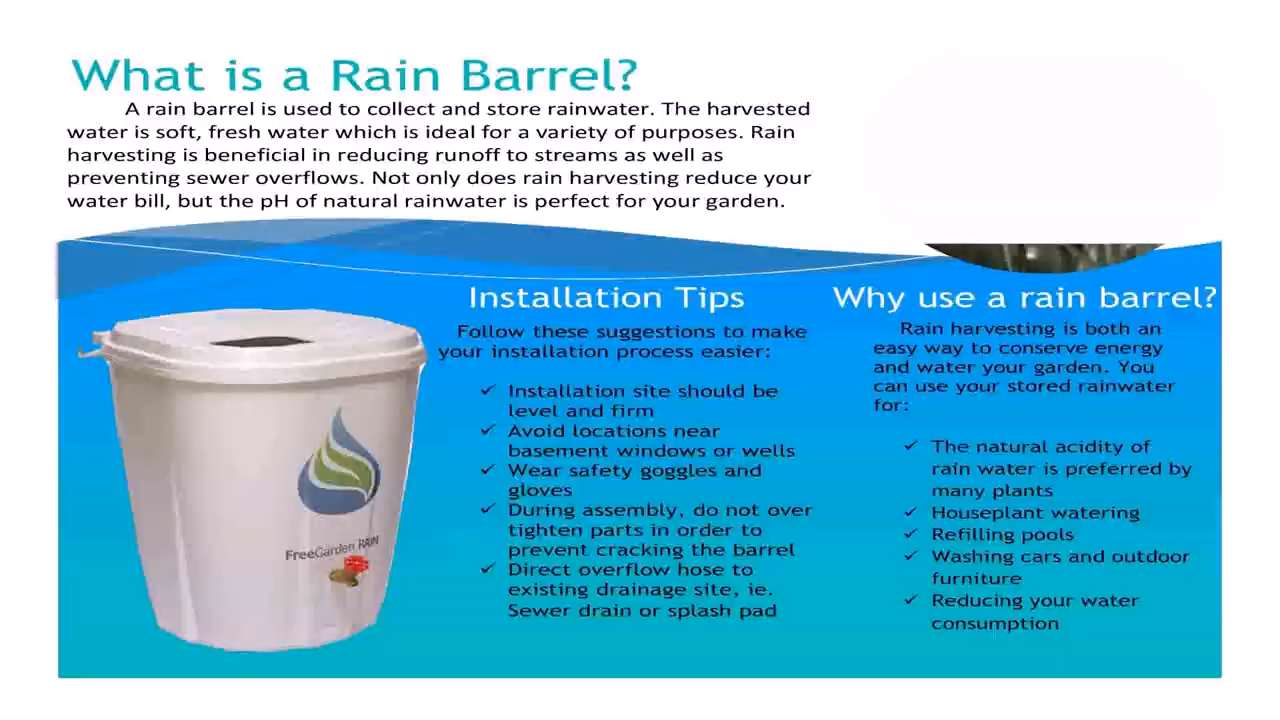 What is a Rain Barrel?
A rain barrel is used to collect and store rainwater. The harvested
water is soft, fresh water which is ideal for a variety of purposes. Rain
harvesting is beneficial in reducing runoff to streams as well as
preventing sewer overflows. Not only does rain harvesting reduce your
water bill, but the pH of natural rainwater is perfect for your garden.
Installation Tips
Follow these suggestions to make
your installation process easier:
✓ Installation site should be
level and firm
✓ Avoid locations near
basement windows or wells
✓ Wear safety goggles and
gloves
✓ During assembly, do not over
tighten parts in order to
prevent cracking the barrel
✓ Direct overflow hose to
existing drainage site, ie.
Sewer drain or splash pad
Why use a rain barrel?
Rain harvesting is both an
easy way to conserve energy
and water your garden. You
can use your stored rainwater
for:
✓ The natural acidity of
rain water is preferred by
many plants
✓ Houseplant watering
✓ Refilling pools
✓ Washing cars and outdoor
furniture
✓ Reducing your water
consumption
FreeGarden RAIN